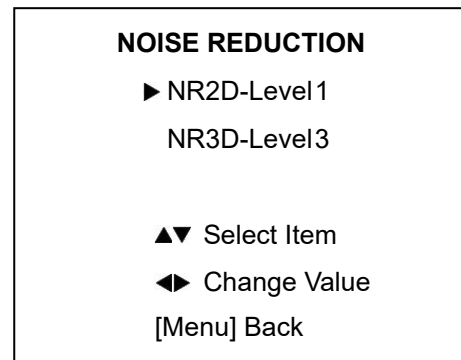 NOISE REDUCTION
▶ NR2D-Level1
NR3D-Level3
▲▼ Select Item
◀▶ Change Value
[Menu] Back